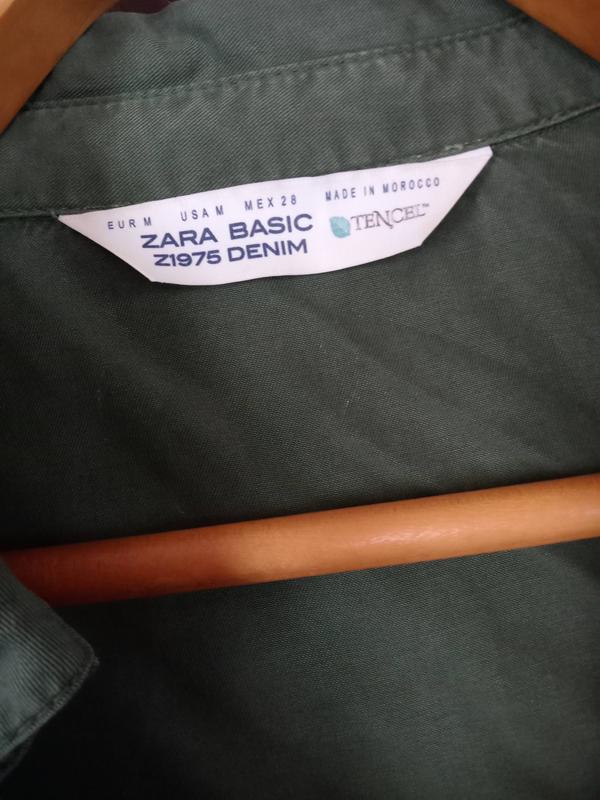 EUR M USA M MEX 28 MADE IN MOROCCO
ZARA BASIC TENCEL™
Z1975 DENIM